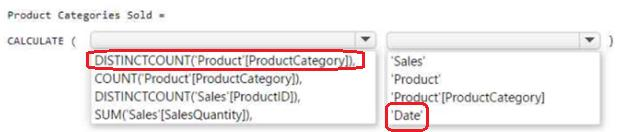 Product Categories Sold =
CALCULATE ( )
DISTINCTCOUNT('Product'[ProductCategory]),
COUNT('Product'[ProductCategory]),
DISTINCTCOUNT('Sales'[ProductID]),
SUM('Sales'[SalesQuantity]),
'Sales'
'Product'
'Product'[ProductCategory]
'Date'